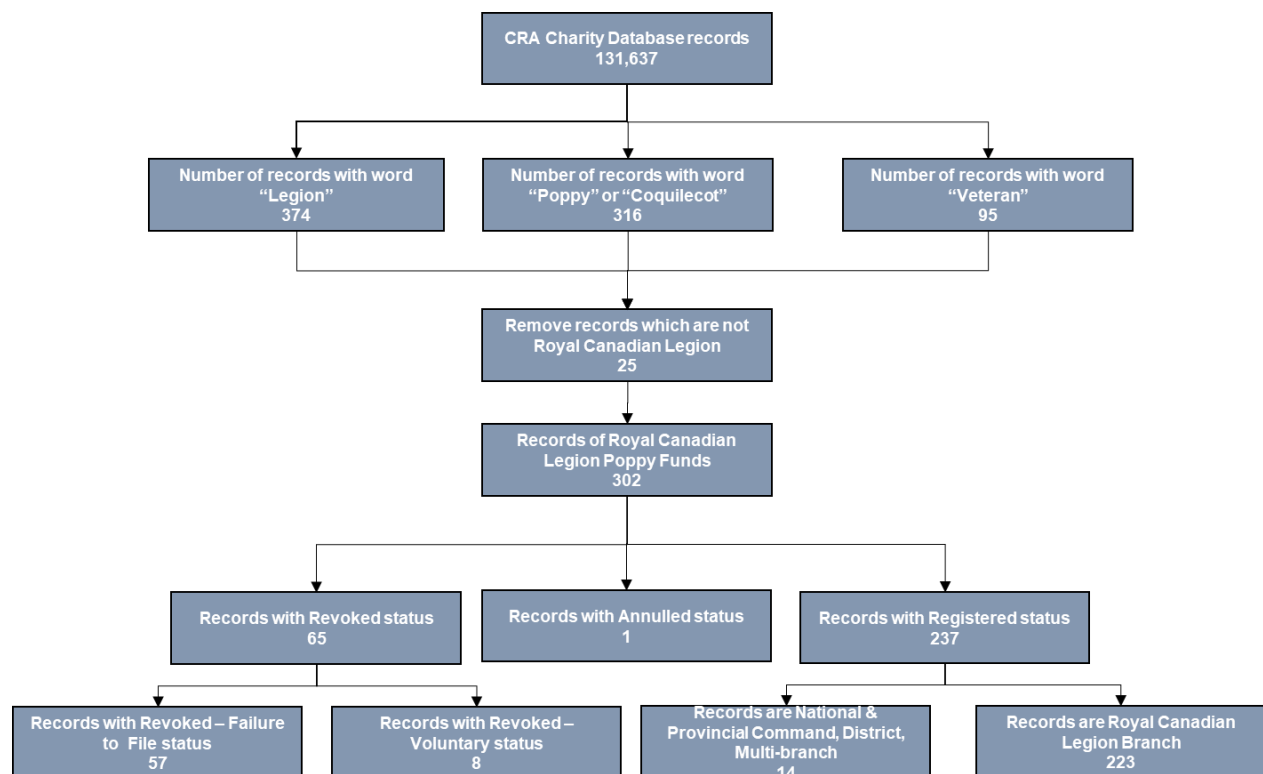 CRA Charity Database records
131,637
Number of records with word
“Legion”
374
Number of records with word
“Poppy” or “Coquilecot”
316
Number of records with word
“Veteran”
95
Remove records which are not
Royal Canadian Legion
25
Records of Royal Canadian
Legion Poppy Funds
302
Records with Revoked status
65
Records with Annulled status
1
Records with Registered status
237
Records with Revoked – Failure
to File status
57
Records with Revoked –
Voluntary status
8
Records are National &
Provincial Command, District,
Multi-branch
14
Records are Royal Canadian
Legion Branch
223